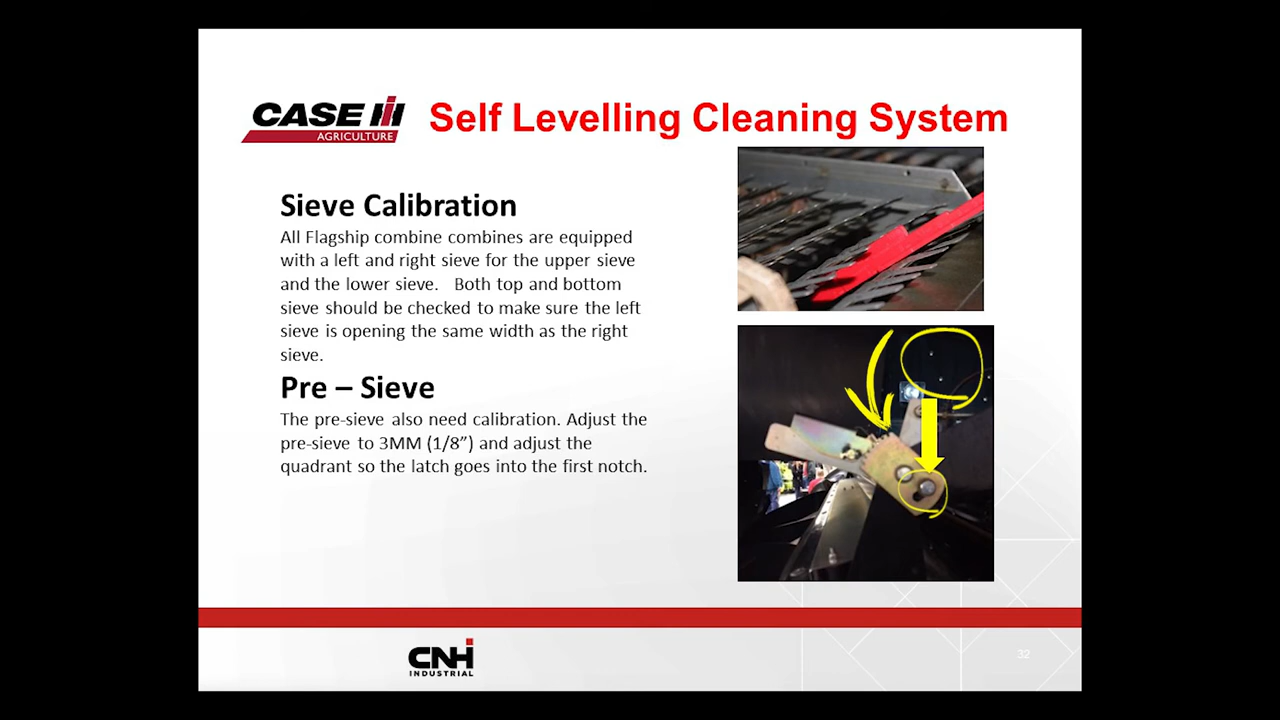 CASE IH
AGRICULTURE
Self Levelling Cleaning System
Sieve Calibration
All Flagship combine combines are equipped
with a left and right sieve for the upper sieve
and the lower sieve. Both top and bottom
sieve should be checked to make sure the left
sieve is opening the same width as the right
sieve.
Pre – Sieve
The pre-sieve also need calibration. Adjust the
pre-sieve to 3MM (1/8”) and adjust the
quadrant so the latch goes into the first notch.
CNH
INDUSTRIAL
32